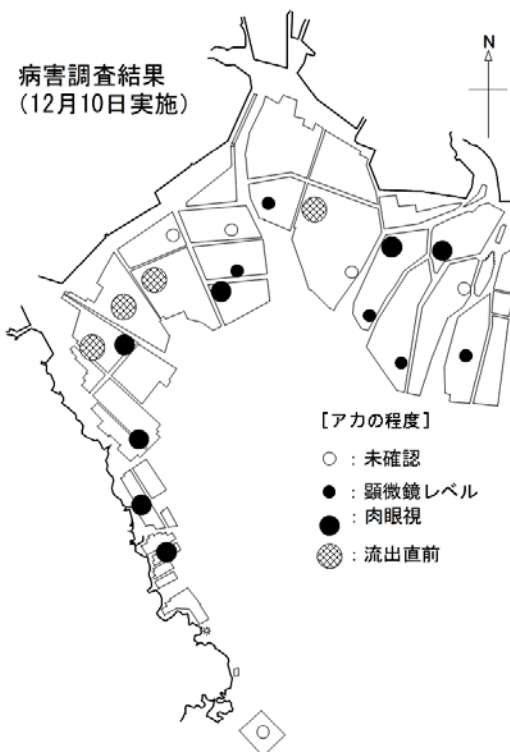 病害調査結果
(12月10日実施)
N
[アカの程度]
：未確認
：顕微鏡レベル
：肉眼視
：流出直前